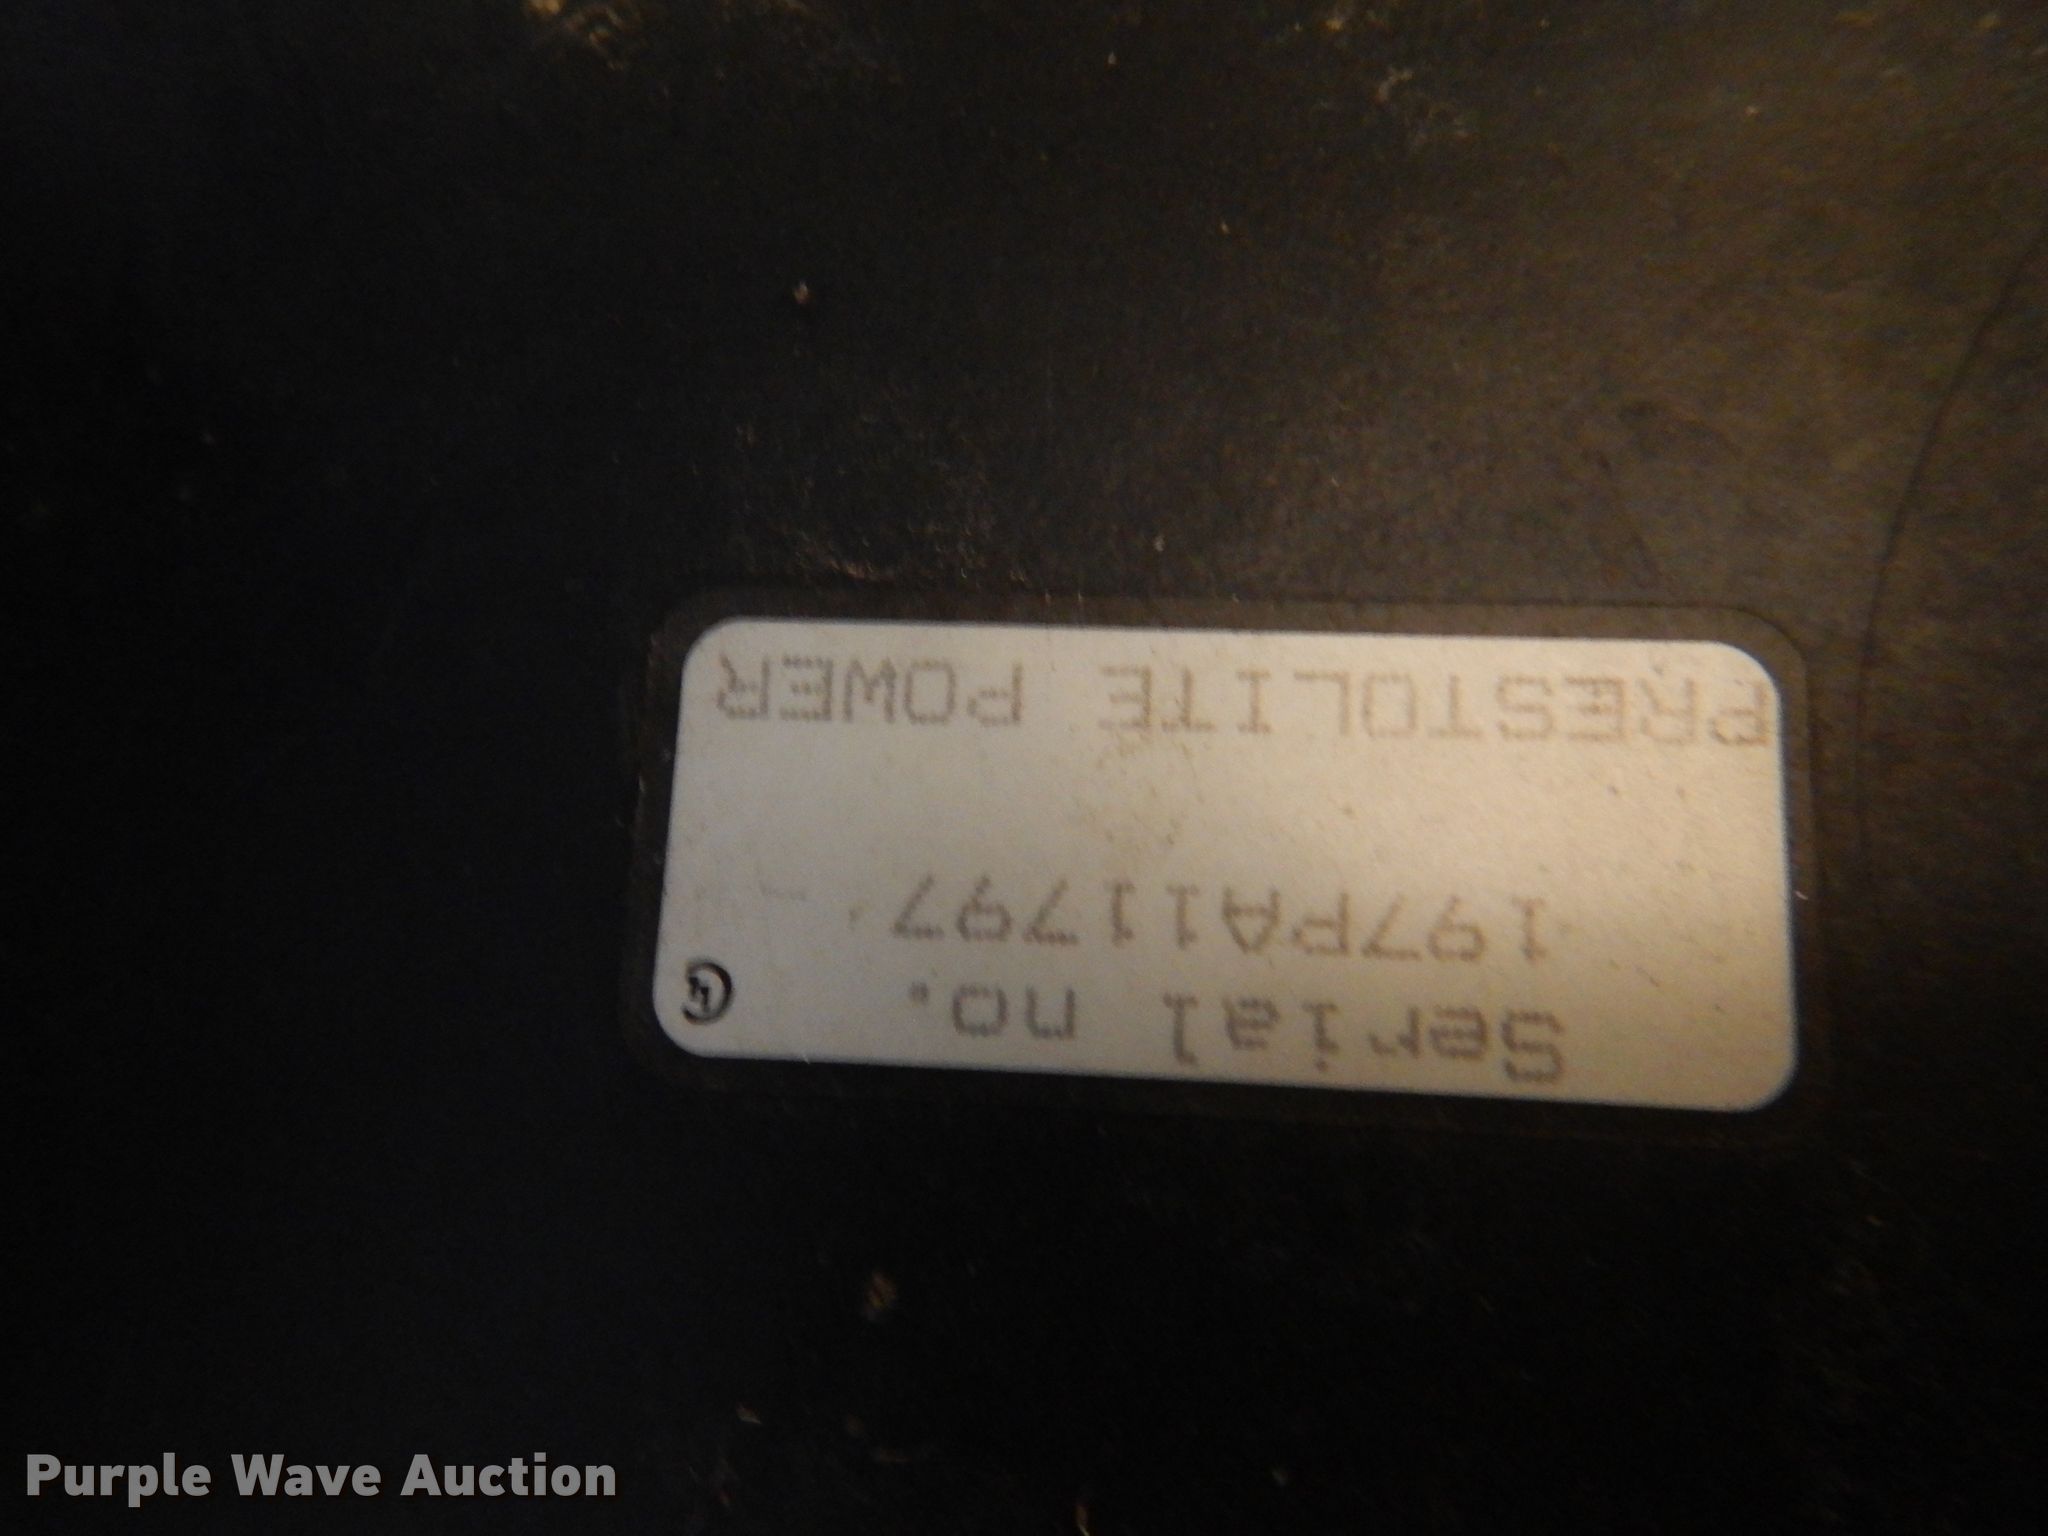 Serial no.
197PA11797
PRESTOLITE POWER
Purple Wave Auction